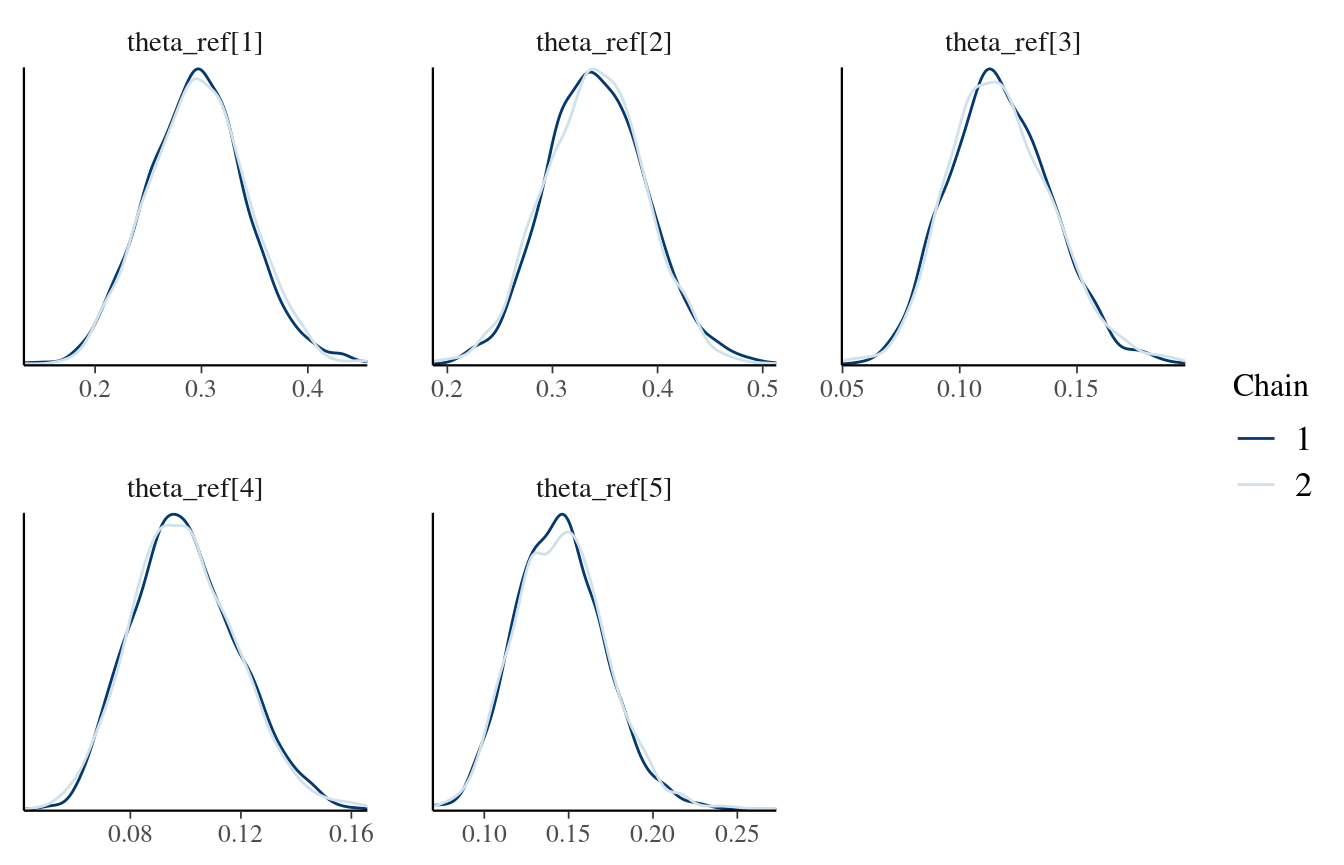 theta_ref[1] theta_ref[2] theta_ref[3]
0.2 0.3 0.4 0.2 0.3 0.4 0.5 0.05 0.10 0.15
Chain
1
2
theta_ref[4] theta_ref[5]
0.08 0.12 0.16 0.10 0.15 0.20 0.25